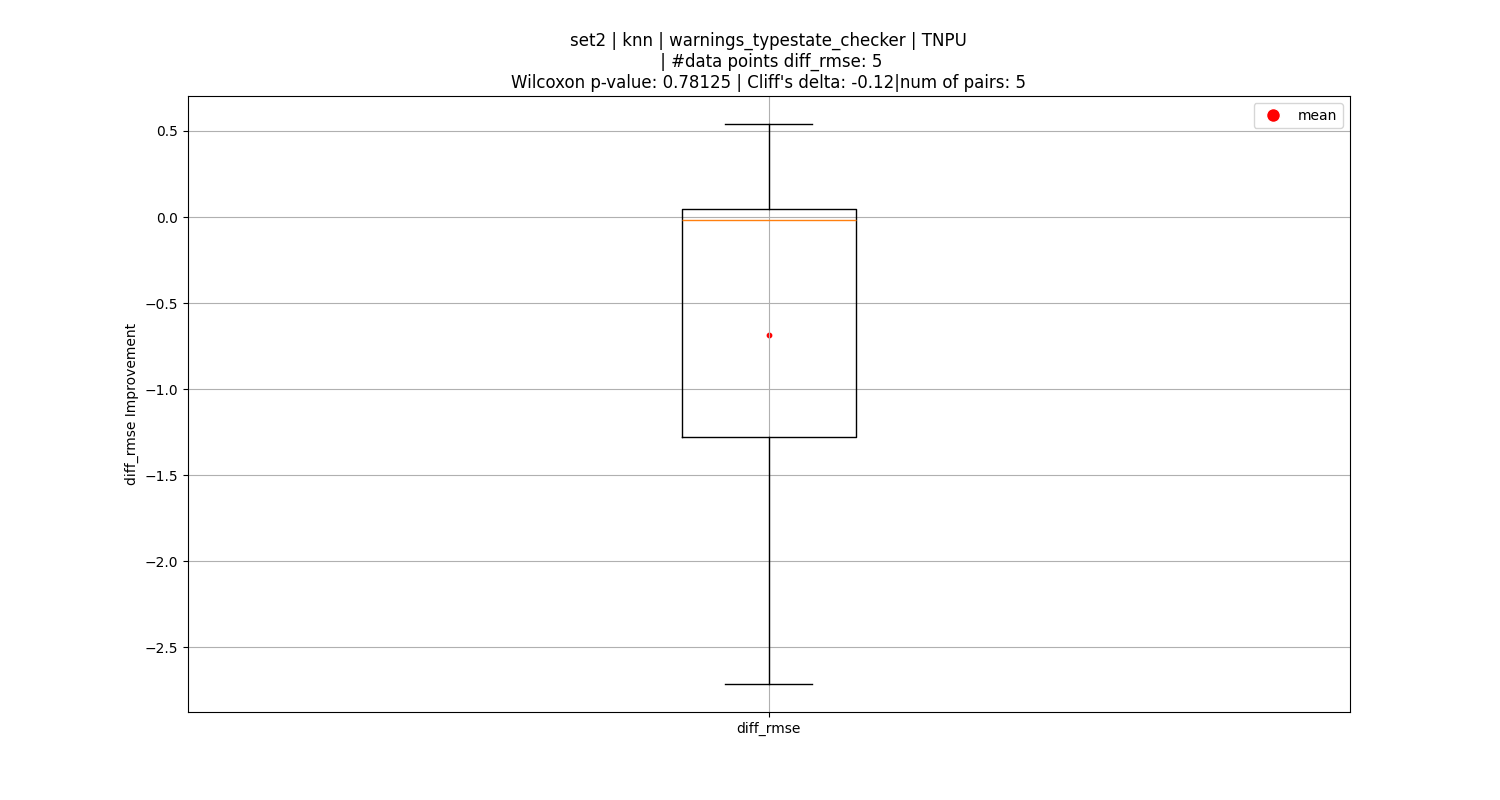 set2 | knn | warnings_typestate_checker | TNPU
| #data points diff_rmse: 5
Wilcoxon p-value: 0.78125 | Cliff's delta: -0.12|num of pairs: 5
mean
0.5
0.0
−0.5
−1.0
−1.5
−2.0
−2.5
diff_rmse Improvement
diff_rmse